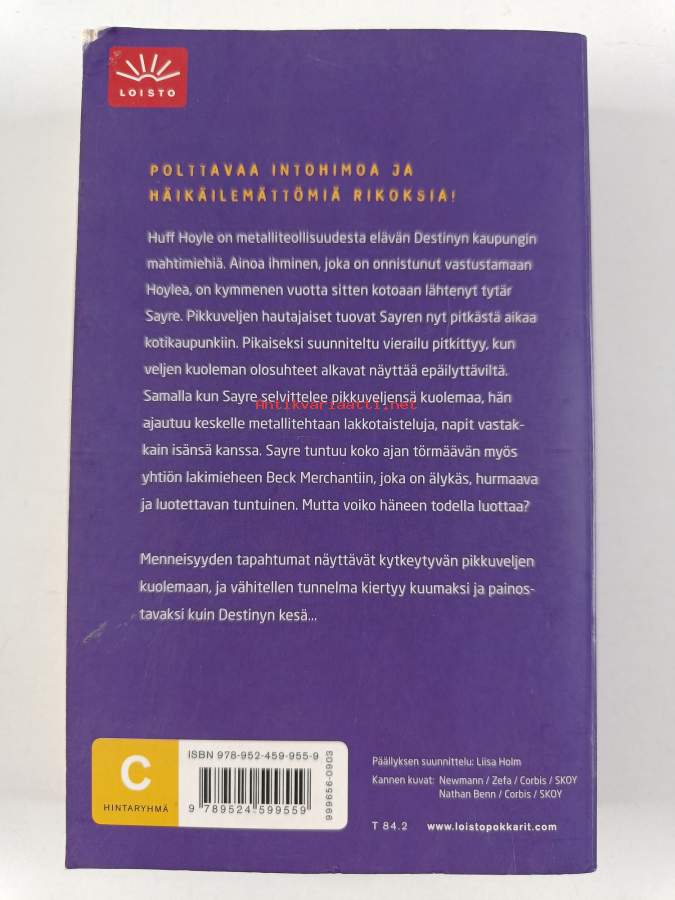 LOISTO
POLTTAVAA INTOHIMOA JA
HÄIKÄILEMÄTTÖMIÄ RIKOKSIA!
Huff Hoyle on metalliteollisuudesta elävän Destinyn kaupungin
mahtimiehiä. Ainoa ihminen, joka on onnistunut vastustamaan
Hoylea, on kymmenen vuotta sitten kotoaan lähtenyt tytär
Sayre. Pikkuveljen hautajaiset tuovat Sayren nyt pitkästä aikaa
kotikaupunkiin. Pikaiseksi suunniteltu vierailu pitkittyy, kun
veljen kuoleman olosuhteet alkavat näyttää epäilyttäviltä.
Samalla kun Sayre selvittelee pikkuveljensä kuolemaa, hän
Antikvariaatti.net
ajautuu keskelle metallitehtaan lakkotaisteluja, napit vastak-
kain isänsä kanssa. Sayre tuntuu koko ajan törmäävän myös
yhtiön lakimieheen Beck Merchantiin, joka on älykäs, hurmaava
ja luotettavan tuntuinen. Mutta voiko häneen todella luottaa?
Menneisyyden tapahtumat näyttävät kytkeytyvän pikkuveljen
kuolemaan, ja vähitellen tunnelma kiertyy kuumaksi ja painos-
tavaksi kuin Destinyn kesä...
C
HINTARYHMÄ
ISBN 978-952-459-955-9
9 789524 599559
999656-0903
Päällyksen suunnittelu: Liisa Holm
Kannen kuvat: Newmann / Zefa / Corbis / SKOY
Nathan Benn / Corbis / SKOY
T 84.2 www.loistopokkarit.com